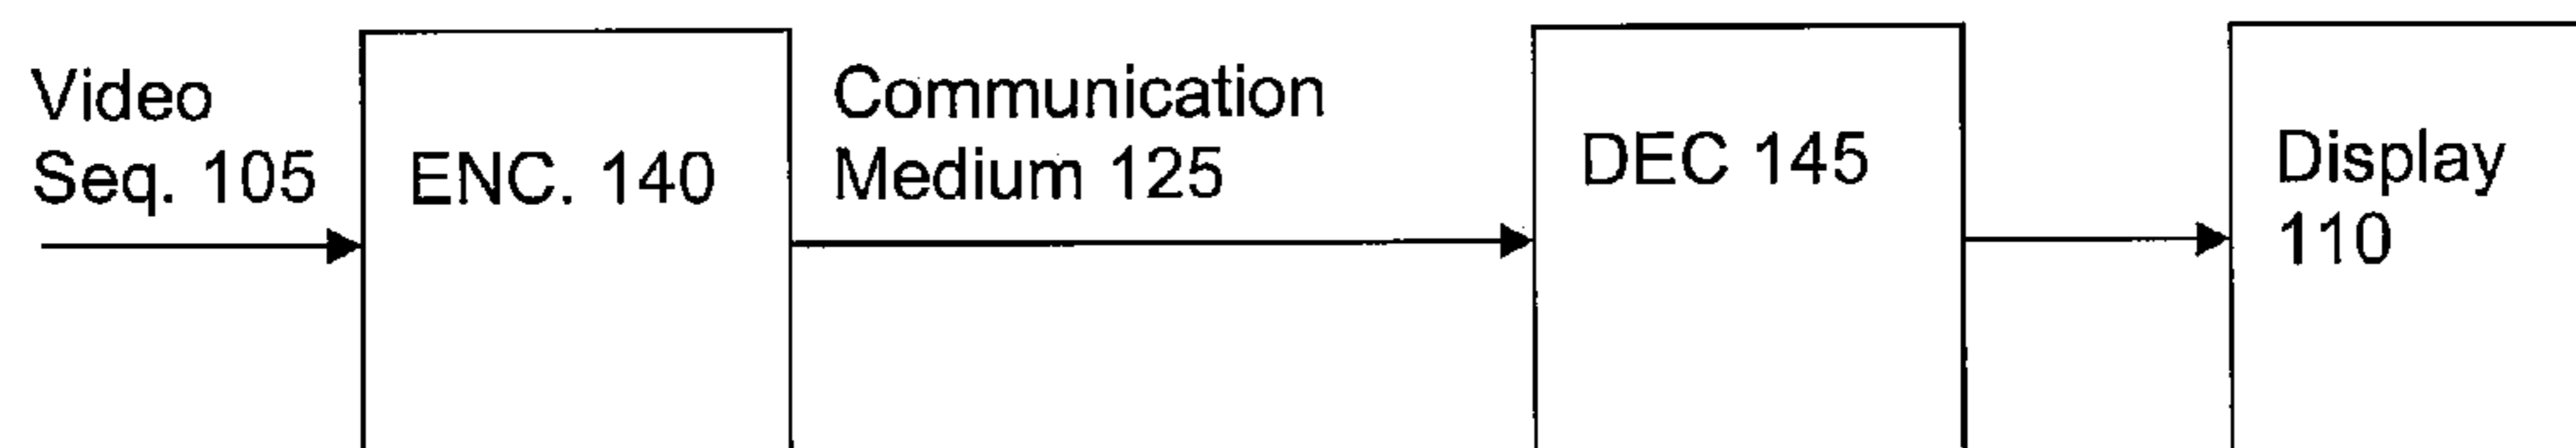 Video
Seq. 105
ENC. 140
Communication
Medium 125
DEC 145
Display
110